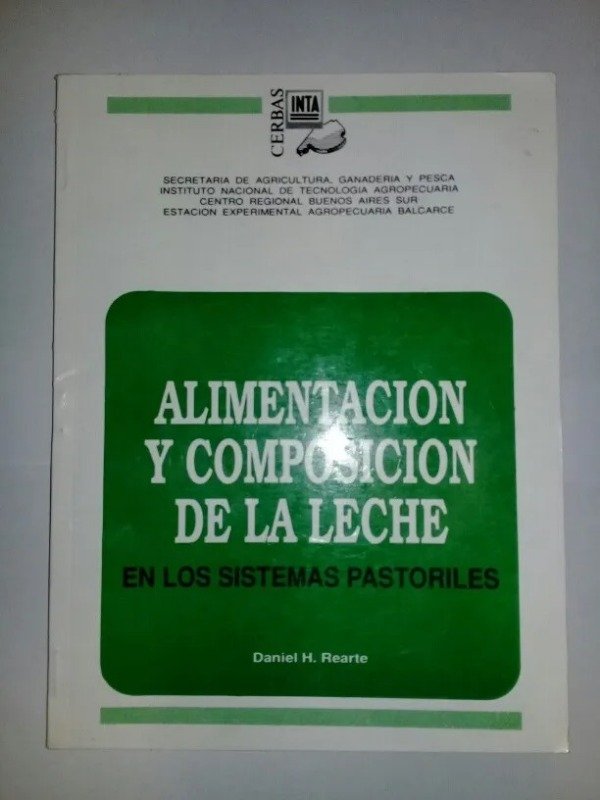 CERBAS
INTA
SECRETARIA DE AGRICULTURA, GANADERIA Y PESCA
INSTITUTO NACIONAL DE TECNOLOGIA AGROPECUARIA
CENTRO REGIONAL BUENOS AIRES SUR
ESTACION EXPERIMENTAL AGROPECUARIA BALCARCE
ALIMENTACION
Y COMPOSICION
DE LA LECHE
EN LOS SISTEMAS PASTORILES
Daniel H. Rearte